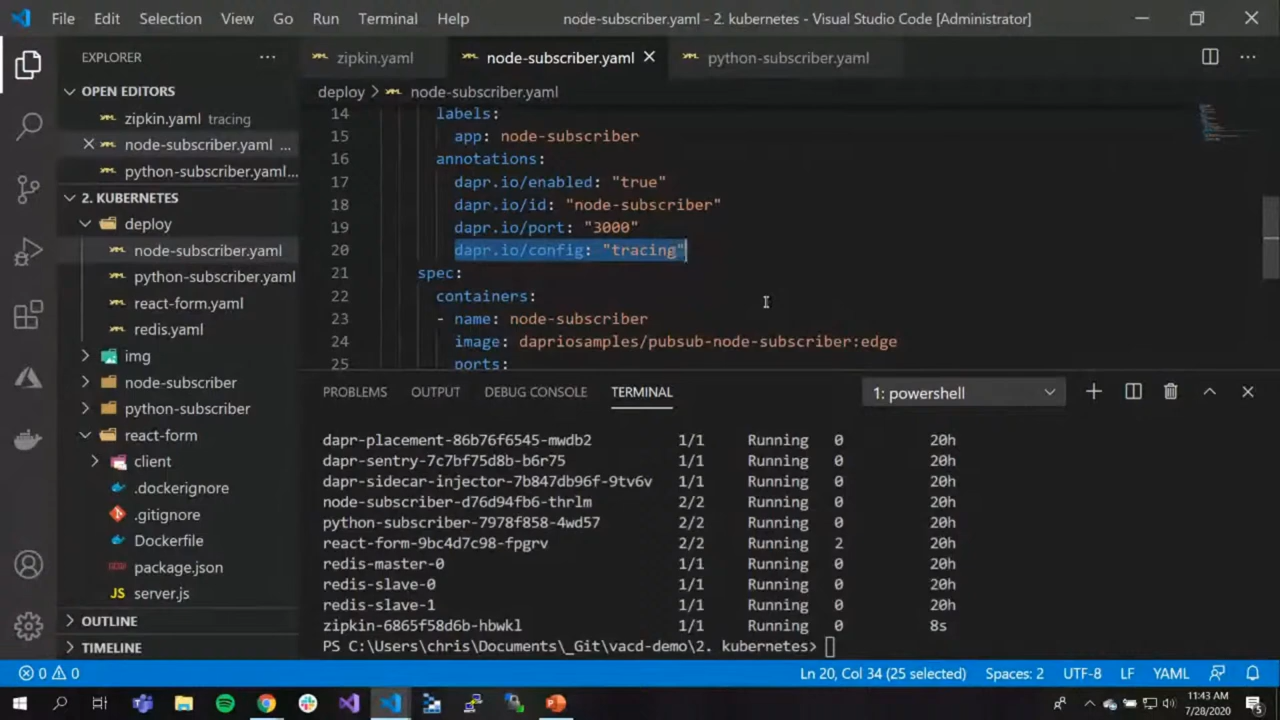 File Edit Selection View Go Run Terminal Help node-subscriber.yaml - 2. kubernetes - Visual Studio Code [Administrator]
EXPLORER
OPEN EDITORS
zipkin.yaml tracing
node-subscriber.yaml ...
python-subscriber.yaml...
2. KUBERNETES
deploy
node-subscriber.yaml
python-subscriber.yaml
react-form.yaml
redis.yaml
img
node-subscriber
python-subscriber
react-form
client
.dockerignore
.gitignore
Dockerfile
package.json
JS server.js
OUTLINE
TIMELINE
zipkin.yaml node-subscriber.yaml python-subscriber.yaml
deploy > node-subscriber.yaml
14 labels:
15 app: node-subscriber
16 annotations:
17 dapr.io/enabled: "true"
18 dapr.io/id: "node-subscriber"
19 dapr.io/port: "3000"
20 dapr.io/config: "tracing"
21 spec:
22 containers:
23 - name: node-subscriber
24 image: dapriosamples/pubsub-node-subscriber:edge
25 ports:
PROBLEMS OUTPUT DEBUG CONSOLE TERMINAL 1: powershell
dapr-placement-86b76f6545-mwdb2 1/1 Running 0 20h
dapr-sentry-7c7bf75d8b-b6r75 1/1 Running 0 20h
dapr-sidecar-injector-7b847db96f-9tv6v 1/1 Running 0 20h
node-subscriber-d76d94fb6-thrlm 2/2 Running 0 20h
python-subscriber-7978f858-4wd57 2/2 Running 0 20h
react-form-9bc4d7c98-fpgrv 2/2 Running 2 20h
redis-master-0 1/1 Running 0 20h
redis-slave-0 1/1 Running 0 20h
redis-slave-1 1/1 Running 0 20h
zipkin-6865f58d6b-hbwkl 1/1 Running 0 8s
PS C:\Users\chris\Documents\_Git\vacd-demo\2. kubernetes>
0 0 Ln 20, Col 34 (25 selected) Spaces: 2 UTF-8 LF YAML
11:43 AM
7/28/2020
5